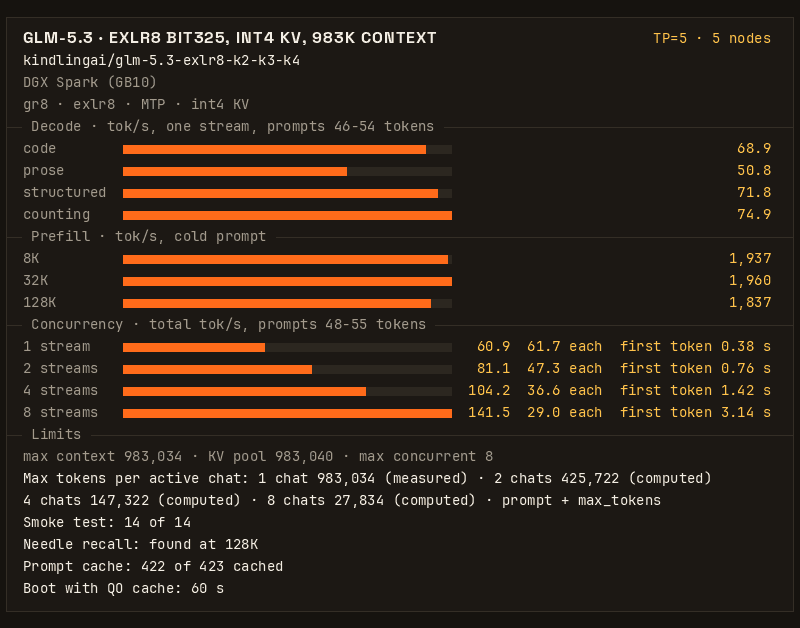 GLM-5.3 · EXLR8 BIT325, INT4 KV, 983K CONTEXT TP=5 · 5 nodes
kindlingai/glm-5.3-exlr8-k2-k3-k4
DGX Spark (GB10)
gr8 · exlr8 · MTP · int4 KV
Decode · tok/s, one stream, prompts 46-54 tokens
code 68.9
prose 50.8
structured 71.8
counting 74.9
Prefill · tok/s, cold prompt
8K 1,937
32K 1,960
128K 1,837
Concurrency · total tok/s, prompts 48-55 tokens
1 stream 60.9 61.7 each first token 0.38 s
2 streams 81.1 47.3 each first token 0.76 s
4 streams 104.2 36.6 each first token 1.42 s
8 streams 141.5 29.0 each first token 3.14 s
Limits
max context 983,034 · KV pool 983,040 · max concurrent 8
Max tokens per active chat: 1 chat 983,034 (measured) · 2 chats 425,722 (computed)
4 chats 147,322 (computed) · 8 chats 27,834 (computed) · prompt + max_tokens
Smoke test: 14 of 14
Needle recall: found at 128K
Prompt cache: 422 of 423 cached
Boot with QO cache: 60 s